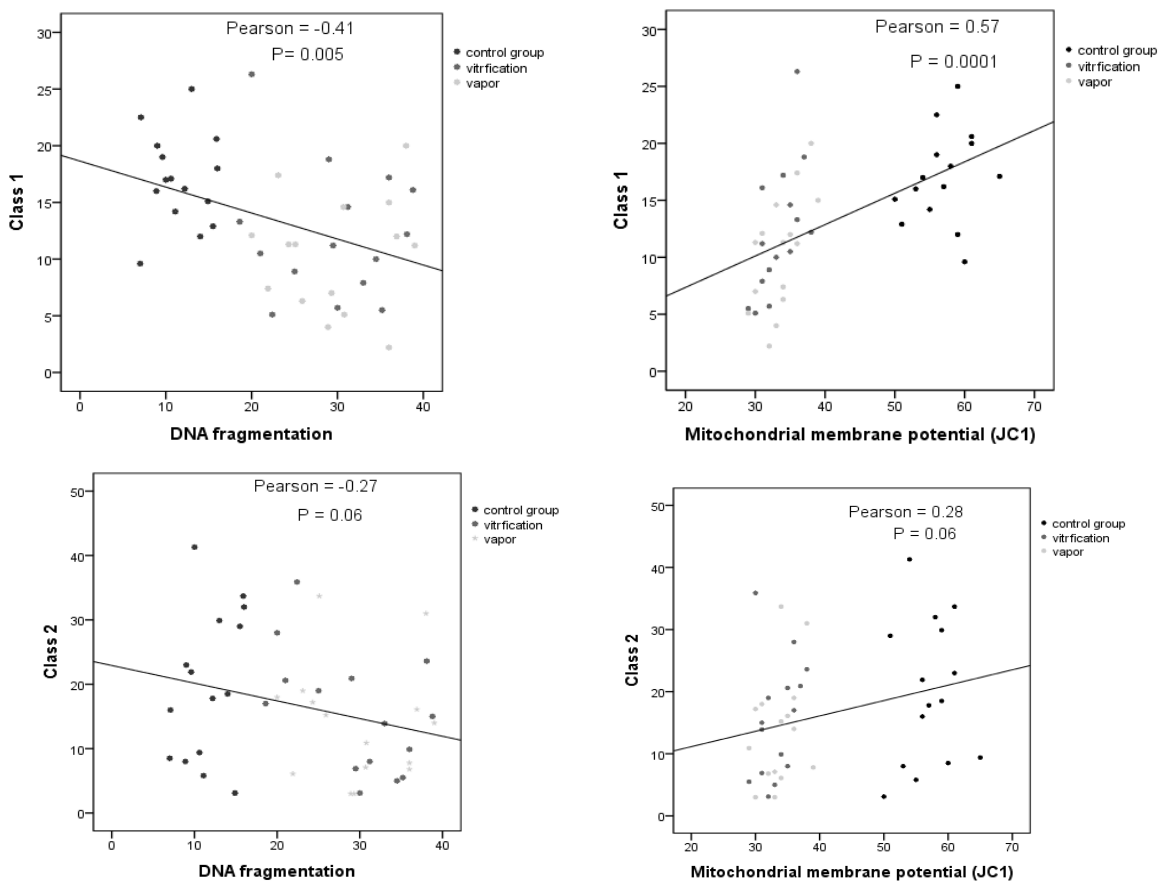 Pearson = -0.41
P= 0.005
control group
vitrfication
vapor
Class 1
30
25
20
15
10
5
0
0 10 20 30 40
DNA fragmentation
Pearson = 0.57
P = 0.0001
control group
vitrfication
vapor
Class 1
30
25
20
15
10
5
0
20 30 40 50 60 70
Mitochondrial membrane potential (JC1)
Pearson = -0.27
P = 0.06
control group
vitrfication
vapor
Class 2
50
40
30
20
10
0
0 10 20 30 40
DNA fragmentation
Pearson = 0.28
P = 0.06
control group
vitrfication
vapor
Class 2
50
40
30
20
10
0
20 30 40 50 60 70
Mitochondrial membrane potential (JC1)